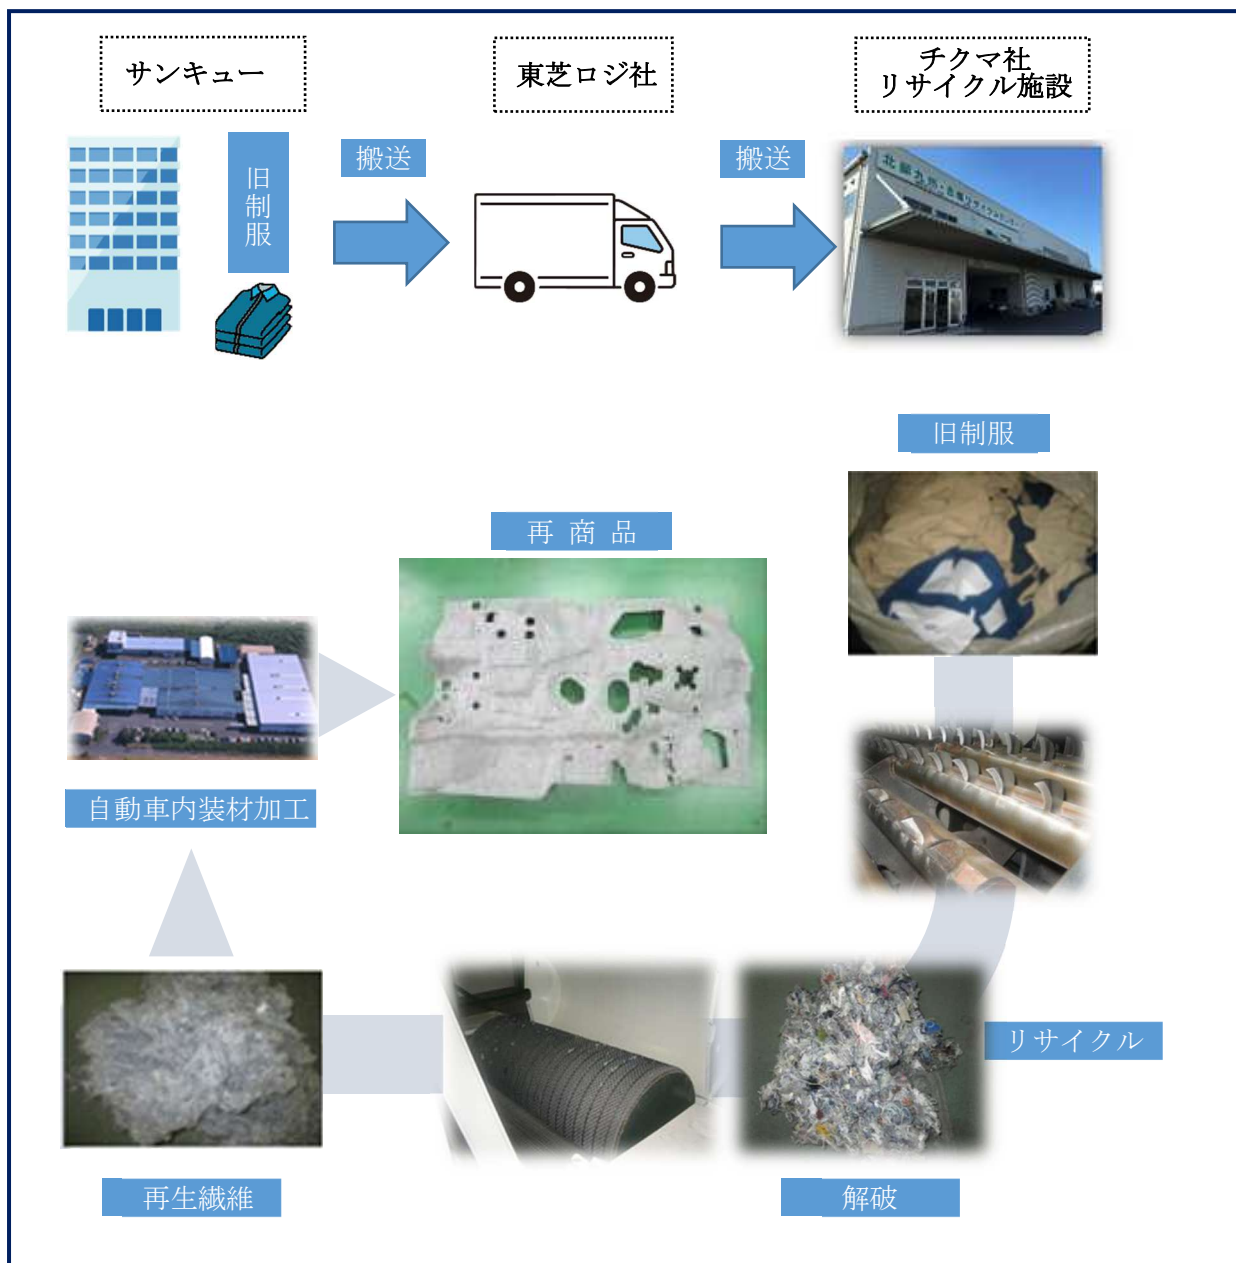 サンキュー
東芝ロジ社
チクマ社
リサイクル施設
旧制服
搬送
搬送
旧制服
再商品
自動車内装材加工
リサイクル
再生繊維
解破